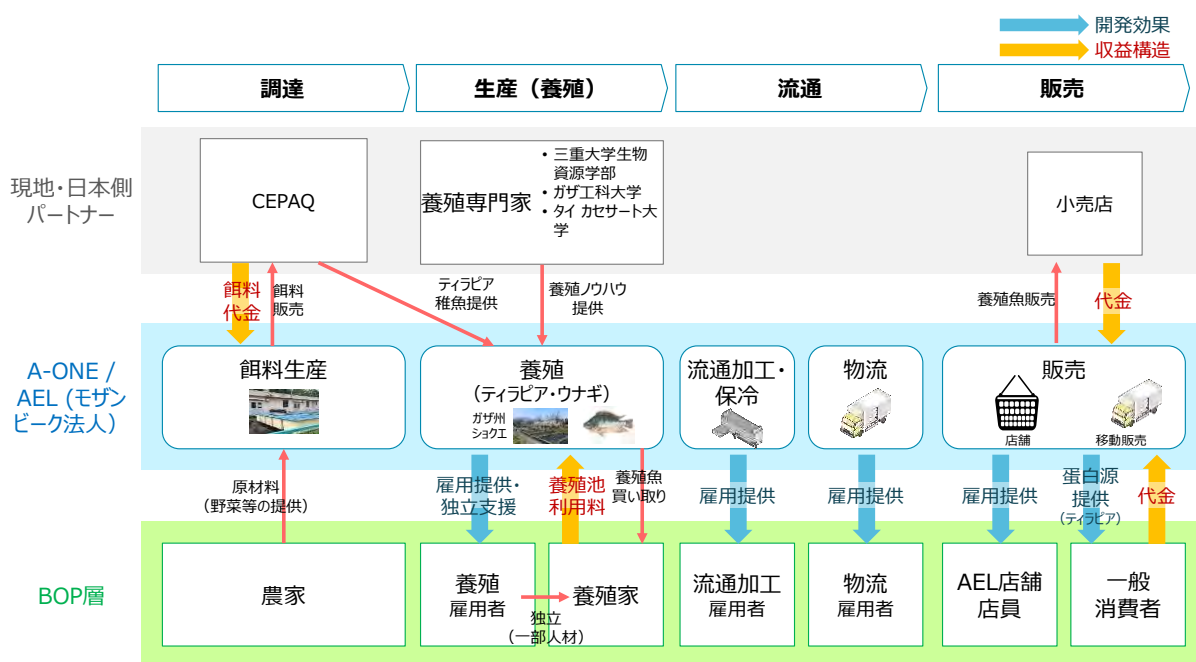 開発効果
収益構造
調達
生産（養殖）
流通
販売
現地・日本側
パートナー
CEPAQ
養殖専門家
・三重大学生物
資源学部
・ガザ工科大学
・タイ カセサート大
学
小売店
餌料
代金
餌料
販売
ティラピア
稚魚提供
養殖ノウハウ
提供
養殖魚販売
代金
A-ONE /
AEL (モザン
ビーク法人)
餌料生産
養殖
(ティラピア・ウナギ)
ガザ州
ショクエ
流通加工・
保冷
物流
販売
店舗
移動販売
原材料
（野菜等の提供）
雇用提供・
独立支援
養殖池
利用料
養殖魚
買い取り
雇用提供
雇用提供
雇用提供
蛋白源
提供
(ティラピア)
代金
BOP層
農家
養殖
雇用者
独立
（一部人材）
養殖家
流通加工
雇用者
物流
雇用者
AEL店舗
店員
一般
消費者